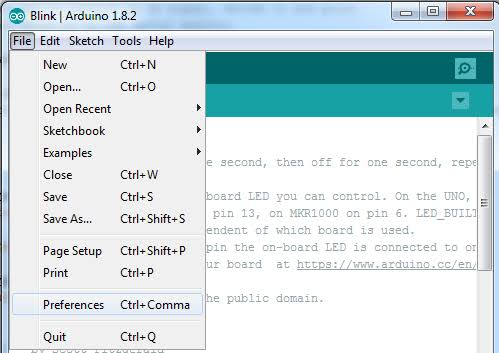 Blink | Arduino 1.8.2
File Edit Sketch Tools Help
New Ctrl+N
Open... Ctrl+O
Open Recent
Sketchbook
Examples
e second, then off for one second, repe
Close Ctrl+W
Save Ctrl+S
board LED you can control. On the UNO,
Save As... Ctrl+Shift+S
pin 13, on MKR1000 on pin 6. LED_BUILT
endent of which board is used.
Page Setup Ctrl+Shift+P
pin the on-board LED is connected to on
Print Ctrl+P
ur board at https://www.arduino.cc/en/
Preferences Ctrl+Comma
he public domain.
Quit Ctrl+Q